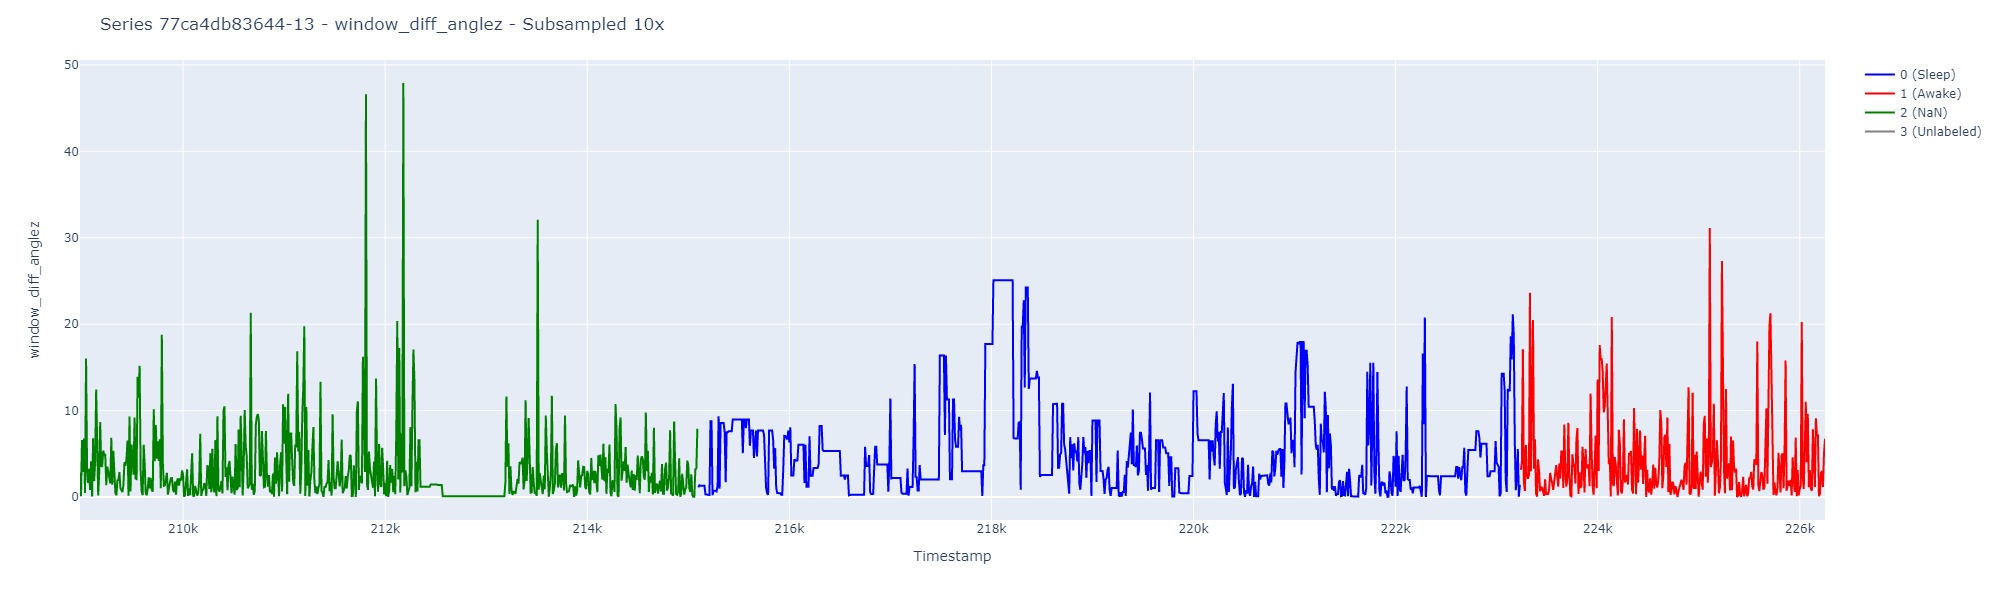 Series 77ca4db83644-13 - window_diff_anglez - Subsampled 10x
0 (Sleep)
1 (Awake)
2 (NaN)
3 (Unlabeled)
window_diff_anglez
50
40
30
20
10
0
210k 212k 214k 216k 218k 220k 222k 224k 226k
Timestamp